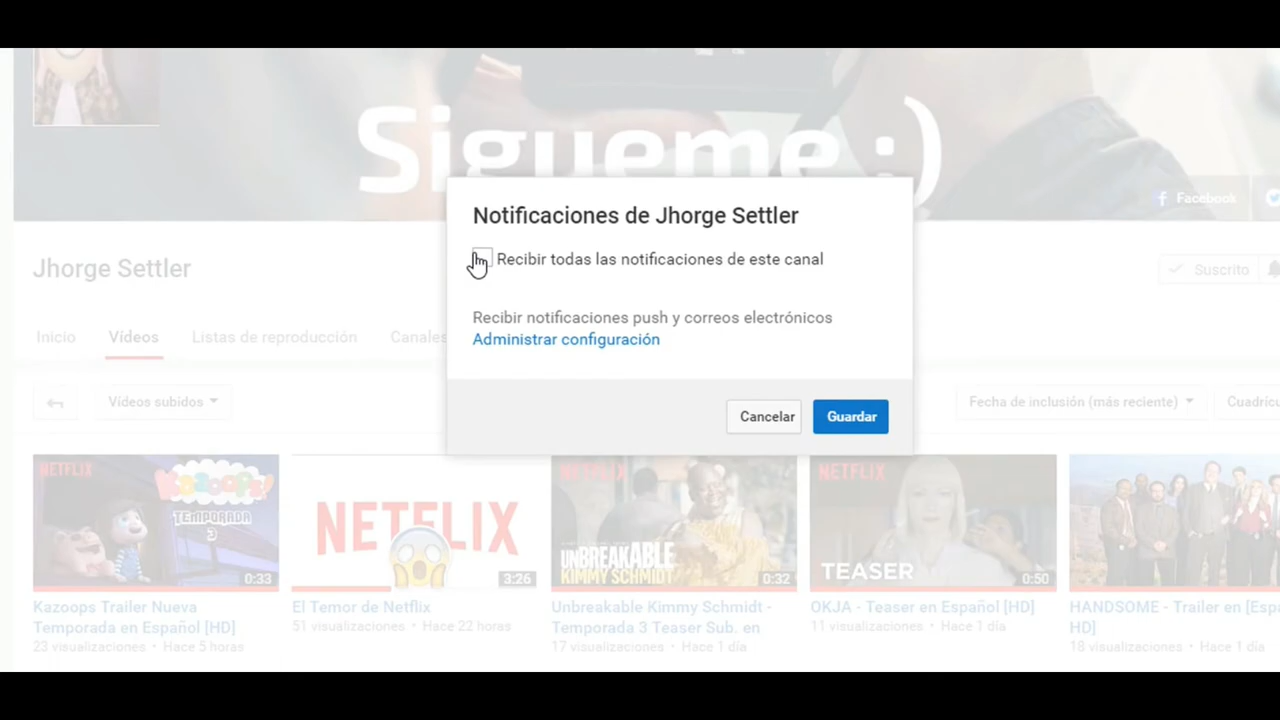 Sigueme :)
Facebook
Notificaciones de Jhorge Settler
Recibir todas las notificaciones de este canal
Recibir notificaciones push y correos electrónicos
Administrar configuración
Cancelar
Guardar
Jhorge Settler
Suscrito
Inicio
Vídeos
Listas de reproducción
Canales
Vídeos subidos
Fecha de inclusión (más reciente)
NETFLIX
Kazoops!
TEMPORADA
3
0:33
NETFLIX
3:26
NETFLIX
UNBREAKABLE
KIMMY SCHMIDT
0:32
NETFLIX
TEASER
0:50
Kazoops Trailer Nueva
Temporada en Español [HD]
23 visualizaciones • Hace 5 horas
El Temor de Netflix
51 visualizaciones • Hace 22 horas
Unbreakable Kimmy Schmidt -
Temporada 3 Teaser Sub. en
17 visualizaciones • Hace 1 día
OKJA - Teaser en Español [HD]
11 visualizaciones • Hace 1 día
HANDSOME - Trailer en
HD]
18 visualizaciones • Hace 1 día